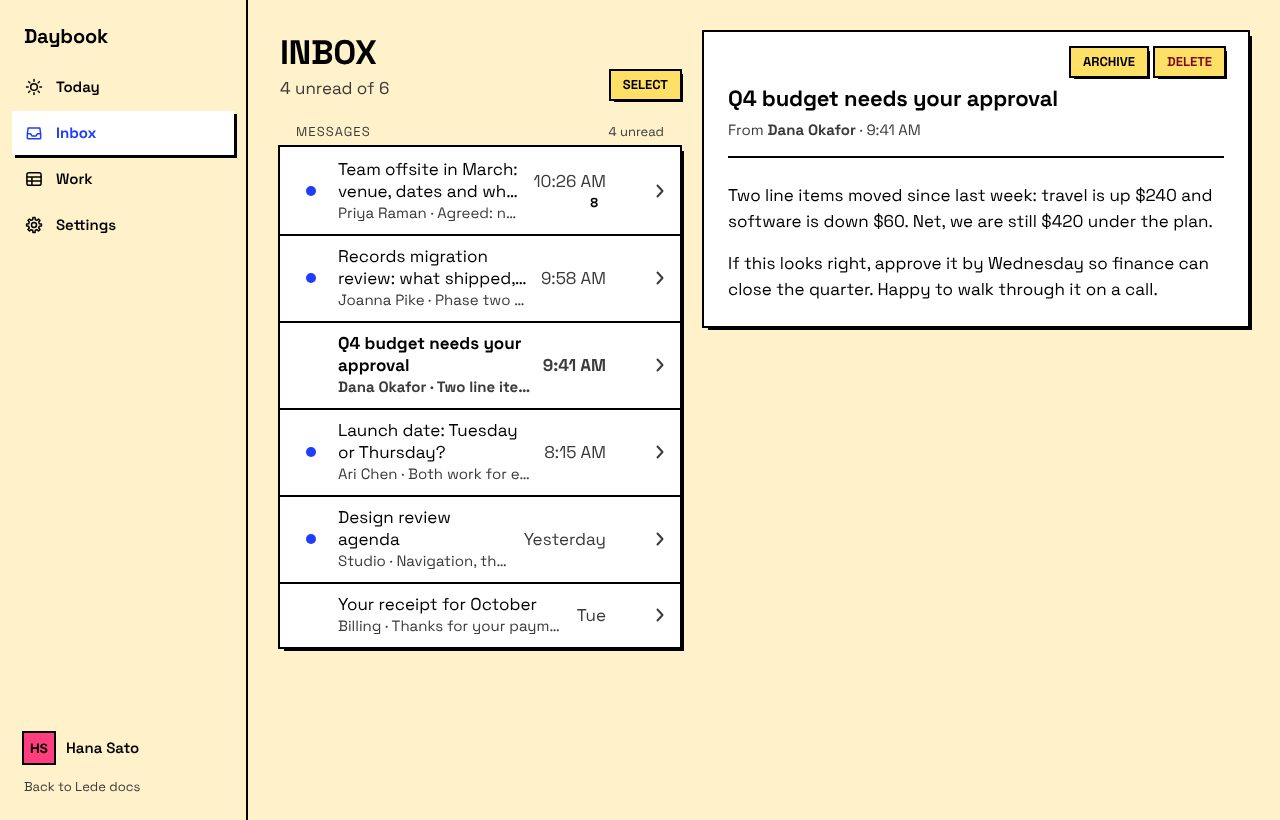 Daybook
Today
Inbox
Work
Settings
HS
Hana Sato
Back to Lede docs
INBOX
4 unread of 6
SELECT
MESSAGES
4 unread
Team offsite in March:
venue, dates and wh…
Priya Raman · Agreed: n…
10:26 AM
8
Records migration
review: what shipped,…
Joanna Pike · Phase two …
9:58 AM
Q4 budget needs your
approval
Dana Okafor · Two line ite…
9:41 AM
Launch date: Tuesday
or Thursday?
Ari Chen · Both work for e…
8:15 AM
Design review
agenda
Studio · Navigation, th…
Yesterday
Your receipt for October
Billing · Thanks for your paym…
Tue
ARCHIVE
DELETE
Q4 budget needs your approval
From Dana Okafor · 9:41 AM
Two line items moved since last week: travel is up $240 and
software is down $60. Net, we are still $420 under the plan.
If this looks right, approve it by Wednesday so finance can
close the quarter. Happy to walk through it on a call.